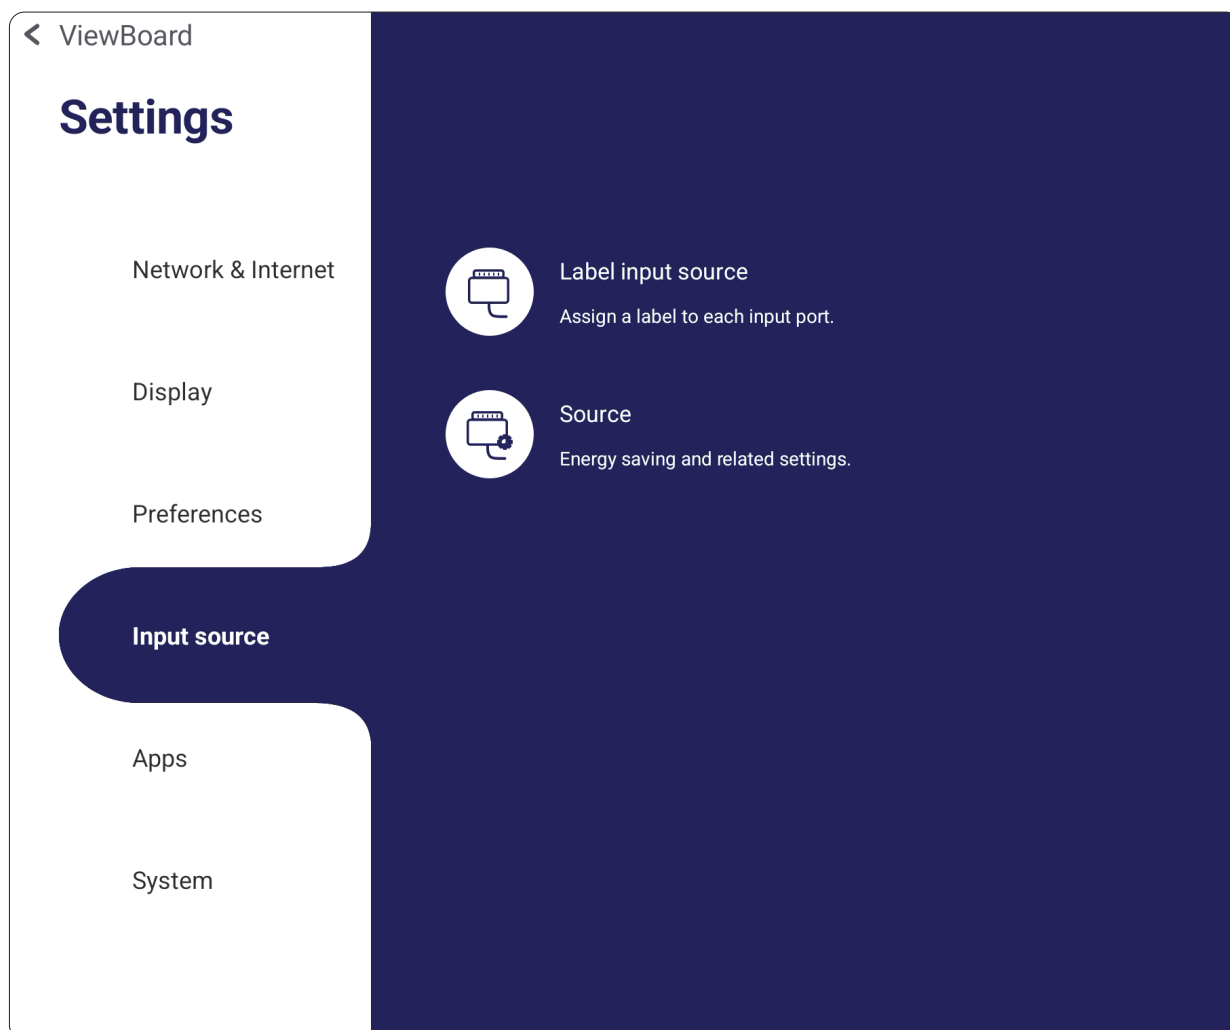 ViewBoard
Settings
Network & Internet
Display
Preferences
Input source
Apps
System
Label input source
Assign a label to each input port.
Source
Energy saving and related settings.